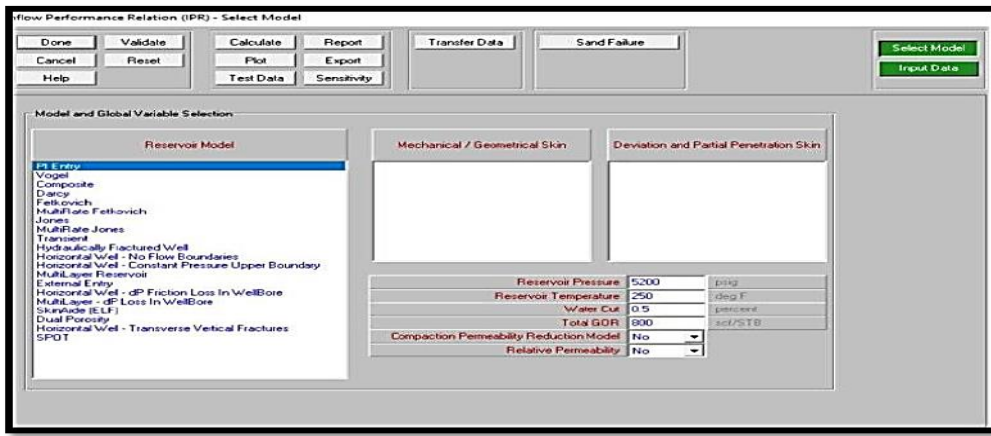 nflow Performance Relation (IPR) - Select Model
Done Validate Calculate Report Transfer Data Sand Failure Select Model
Cancel Reset Plot Export Input Data
Help Test Data Sensitivity
Model and Global Variable Selection
Reservoir Model Mechanical / Geometrical Skin Deviation and Partial Penetration Skin
PI Entry
Vogel
Composite
Darcy
Fetkovich
MultiRate Fetkovich
Jones
MultiRate Jones
Transient
Hydraulically Fractured Well
Horizontal Well - No Flow Boundaries
Horizontal Well - Constant Pressure Upper Boundary
MultiLayer Reservoir
External Entry
Horizontal Well - dP Friction Loss In WellBore
MultiLayer - dP Loss In WellBore
SkinAide (ELF)
Dual Porosity
Horizontal Well - Transverse Vertical Fractures
SPOT
Reservoir Pressure 5200 psig
Reservoir Temperature 250 deg F
Water Cut 0.5 percent
Total GOR 800 scf/STB
Compaction Permeability Reduction Model No
Relative Permeability No